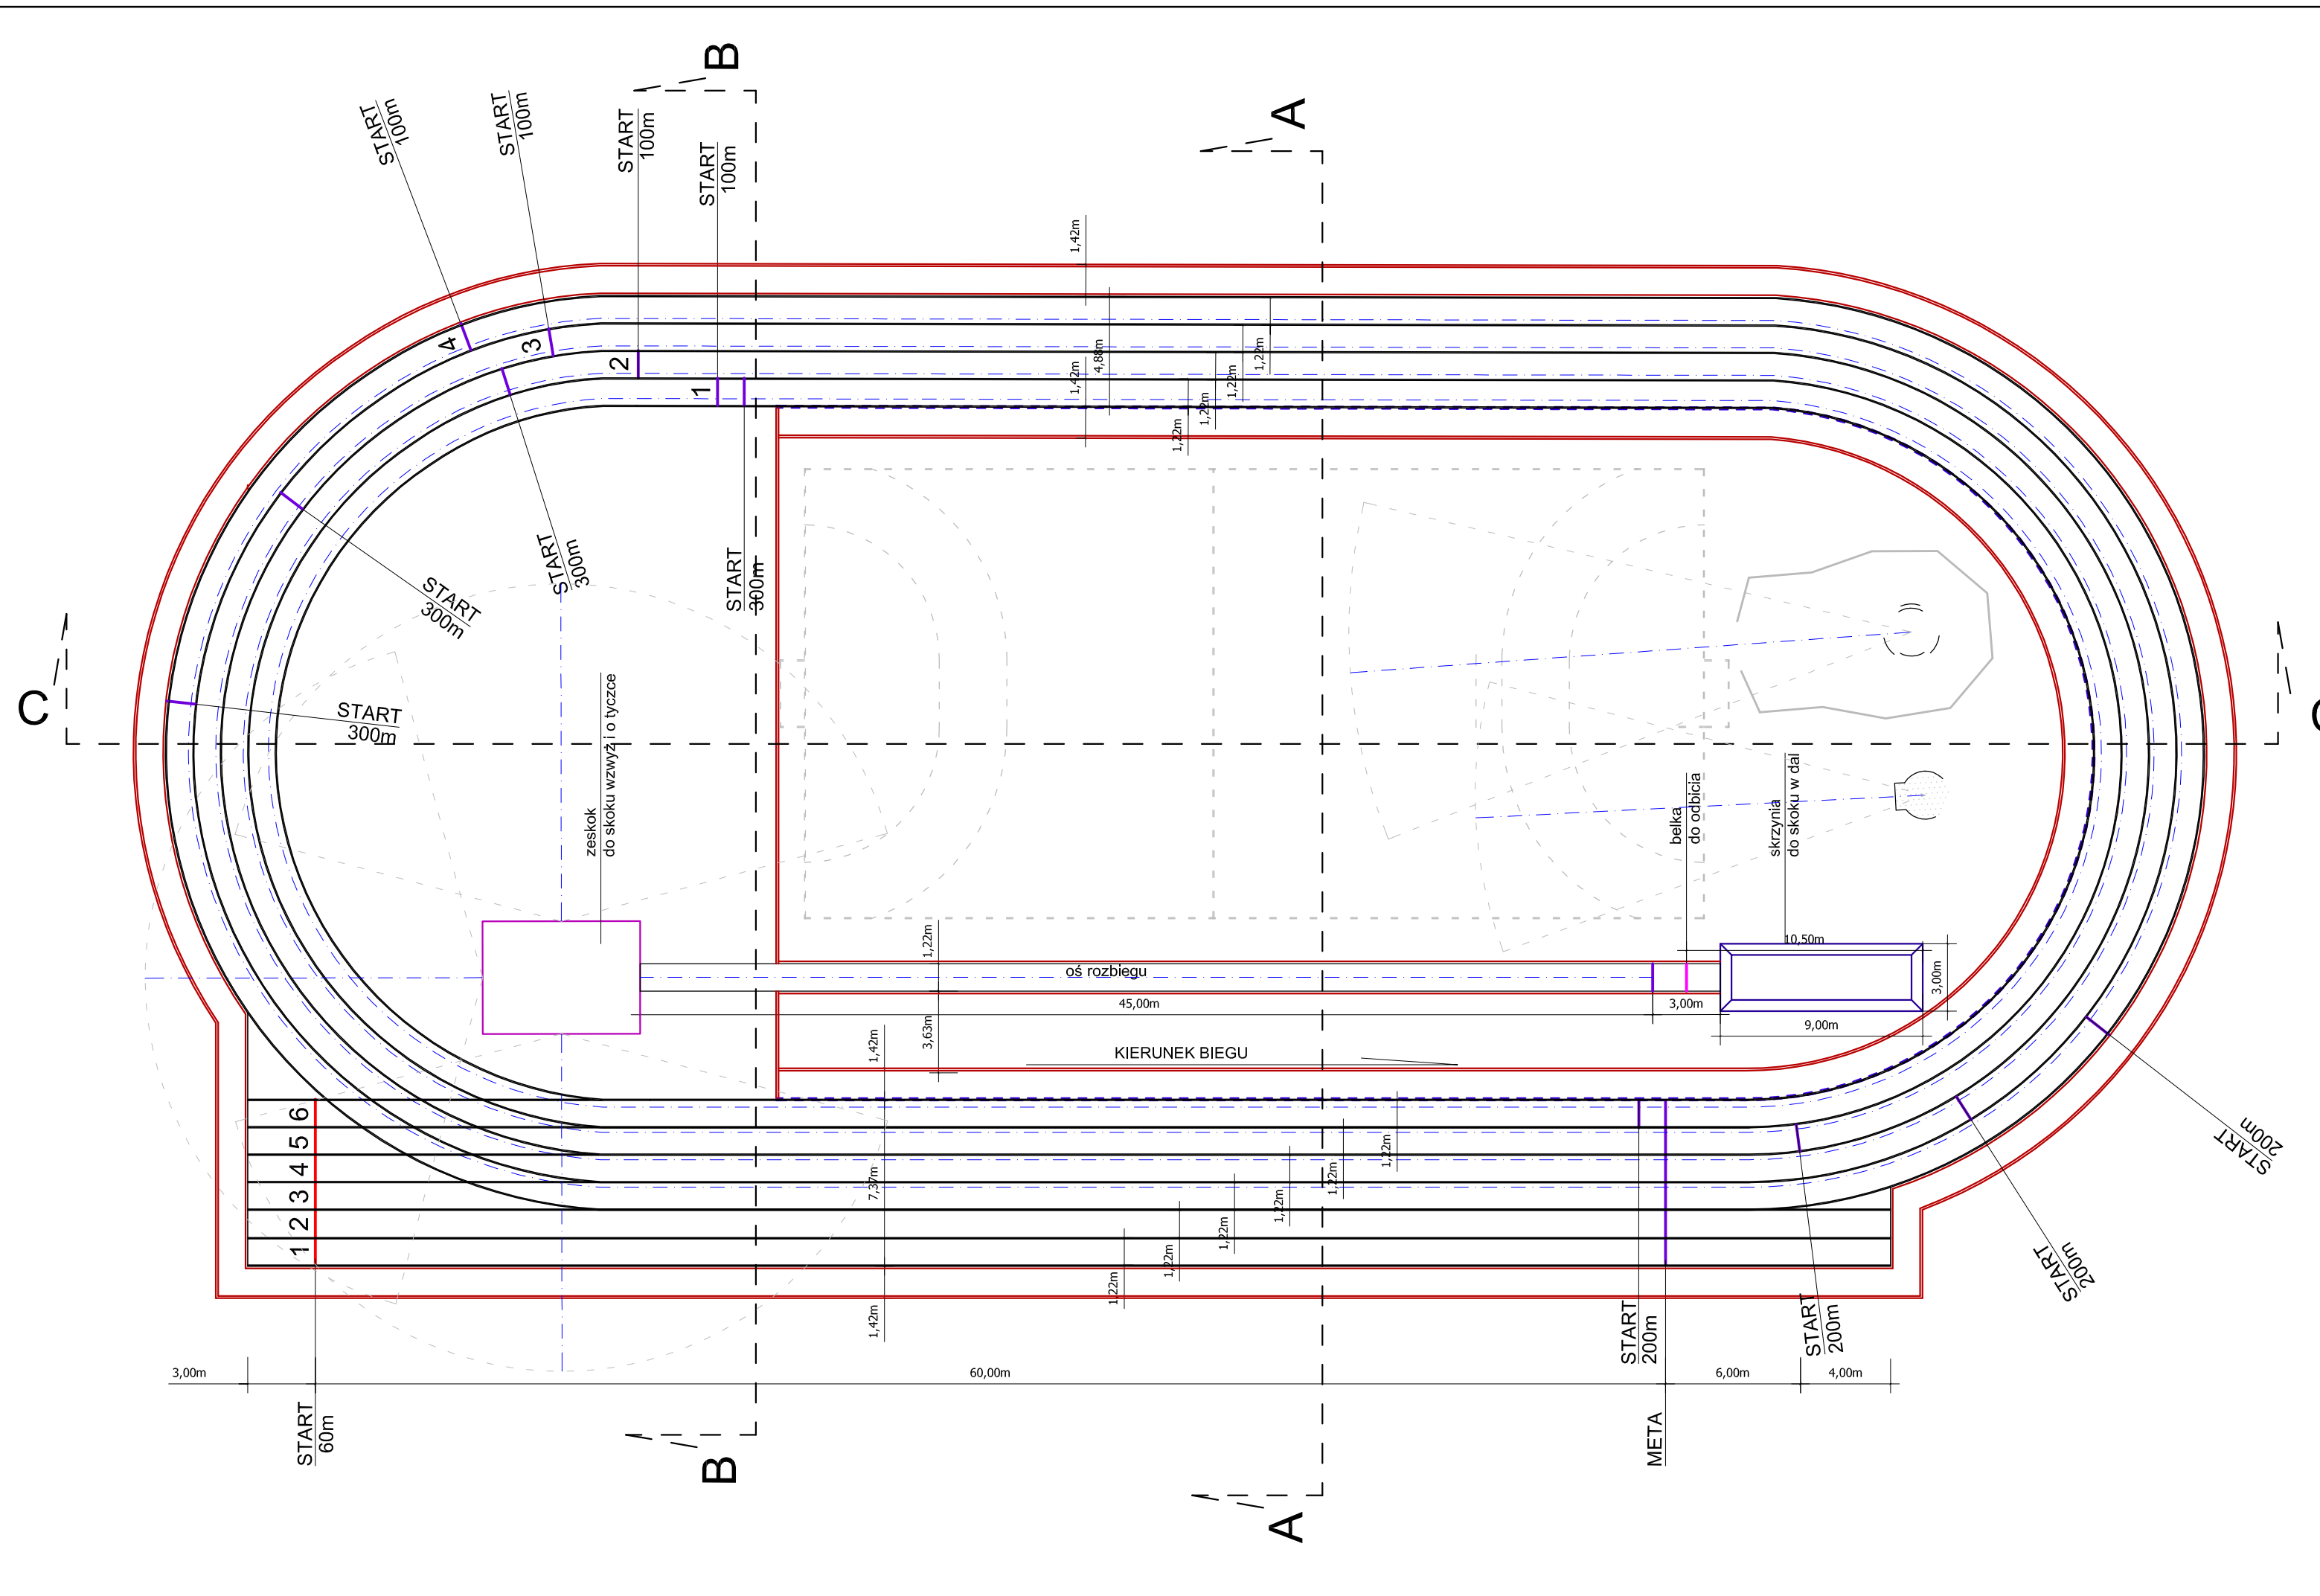 B
A
START
100m
START
100m
START
100m
START
100m
1,42m
4,88m
1,42m
1,22m
1,22m
1,22m
1,22m
4
3
2
1
START
300m
START
300m
START
300m
START
300m
C
zeskok
do skoku wzwyż i o tyczce
belka
do odbicia
skrzynia
do skoku w dal
10,50m
3,00m
9,00m
1,22m
oś rozbiegu
45,00m
3,00m
3,63m
1,42m
KIERUNEK BIEGU
6
5
4
3
2
1
7,37m
1,22m
1,22m
1,22m
1,22m
1,22m
1,22m
1,42m
START
200m
START
200m
START
200m
START
200m
3,00m
60,00m
6,00m
4,00m
START
60m
META
B
A